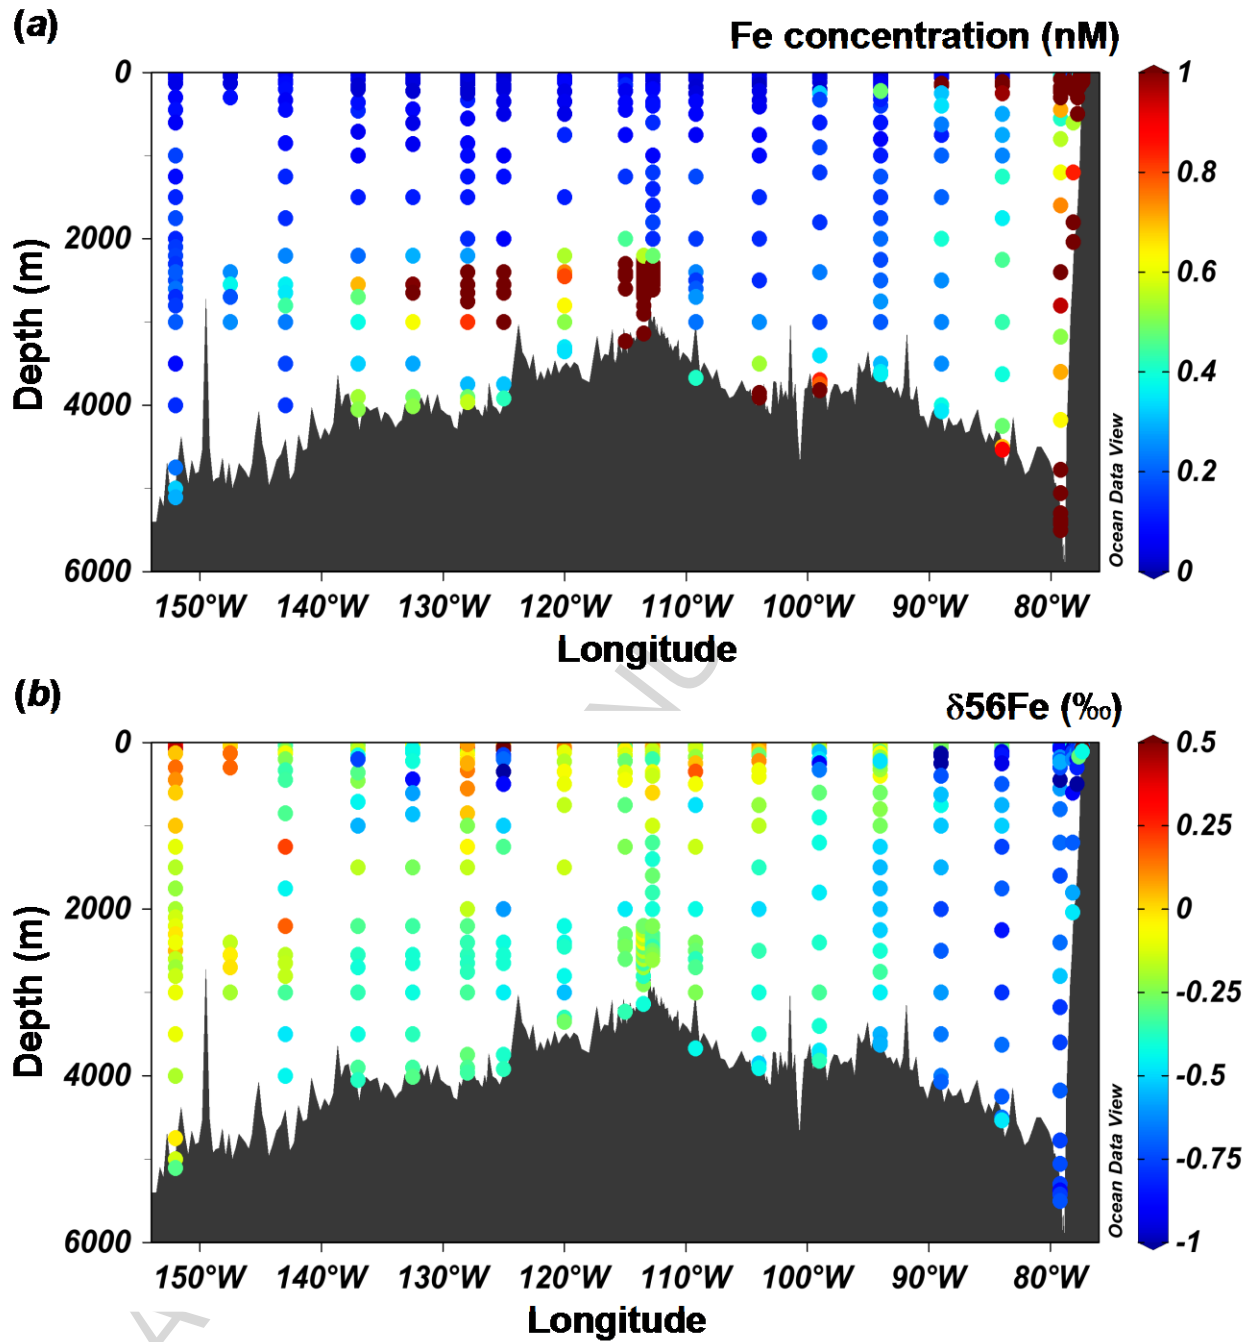 (a)
Fe concentration (nM)
0
2000
4000
6000
Depth (m)
150°W 140°W 130°W 120°W 110°W 100°W 90°W 80°W
Longitude
1
0.8
0.6
0.4
0.2
0
Ocean Data View
(b)
δ56Fe (‰)
0
2000
4000
6000
Depth (m)
150°W 140°W 130°W 120°W 110°W 100°W 90°W 80°W
Longitude
0.5
0.25
0
-0.25
-0.5
-0.75
-1
Ocean Data View